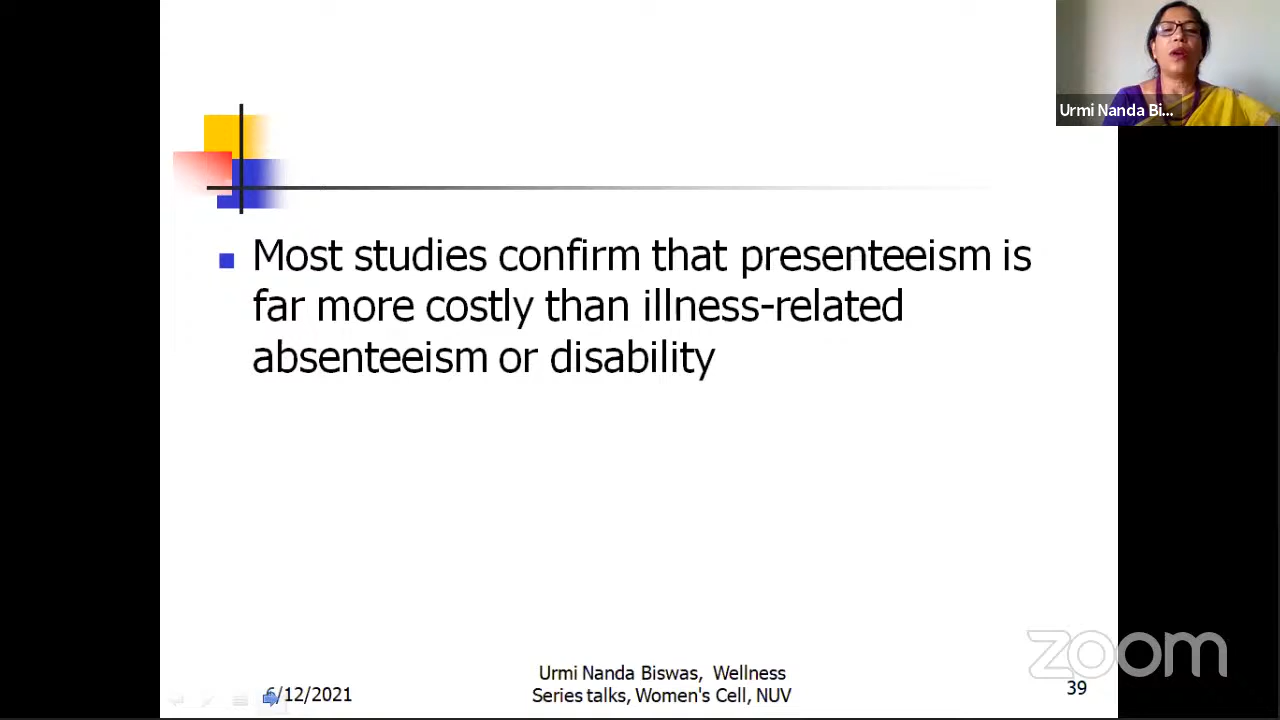 Urmi Nanda Bi...
Most studies confirm that presenteeism is
far more costly than illness-related
absenteeism or disability
zoom
6/12/2021
Urmi Nanda Biswas, Wellness
Series talks, Women's Cell, NUV
39